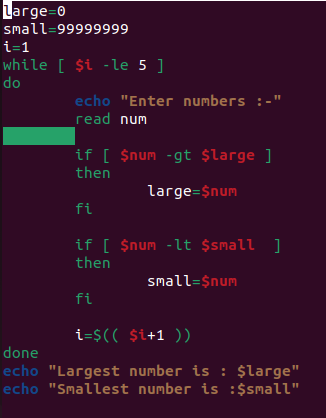 large=0
small=99999999
i=1
while [ $i -le 5 ]
do
        echo "Enter numbers :-"
        read num

        if [ $num -gt $large ]
        then
                large=$num
        fi

        if [ $num -lt $small  ]
        then
                small=$num
        fi

        i=$(( $i+1 ))
done
echo "Largest number is : $large"
echo "Smallest number is :$small"